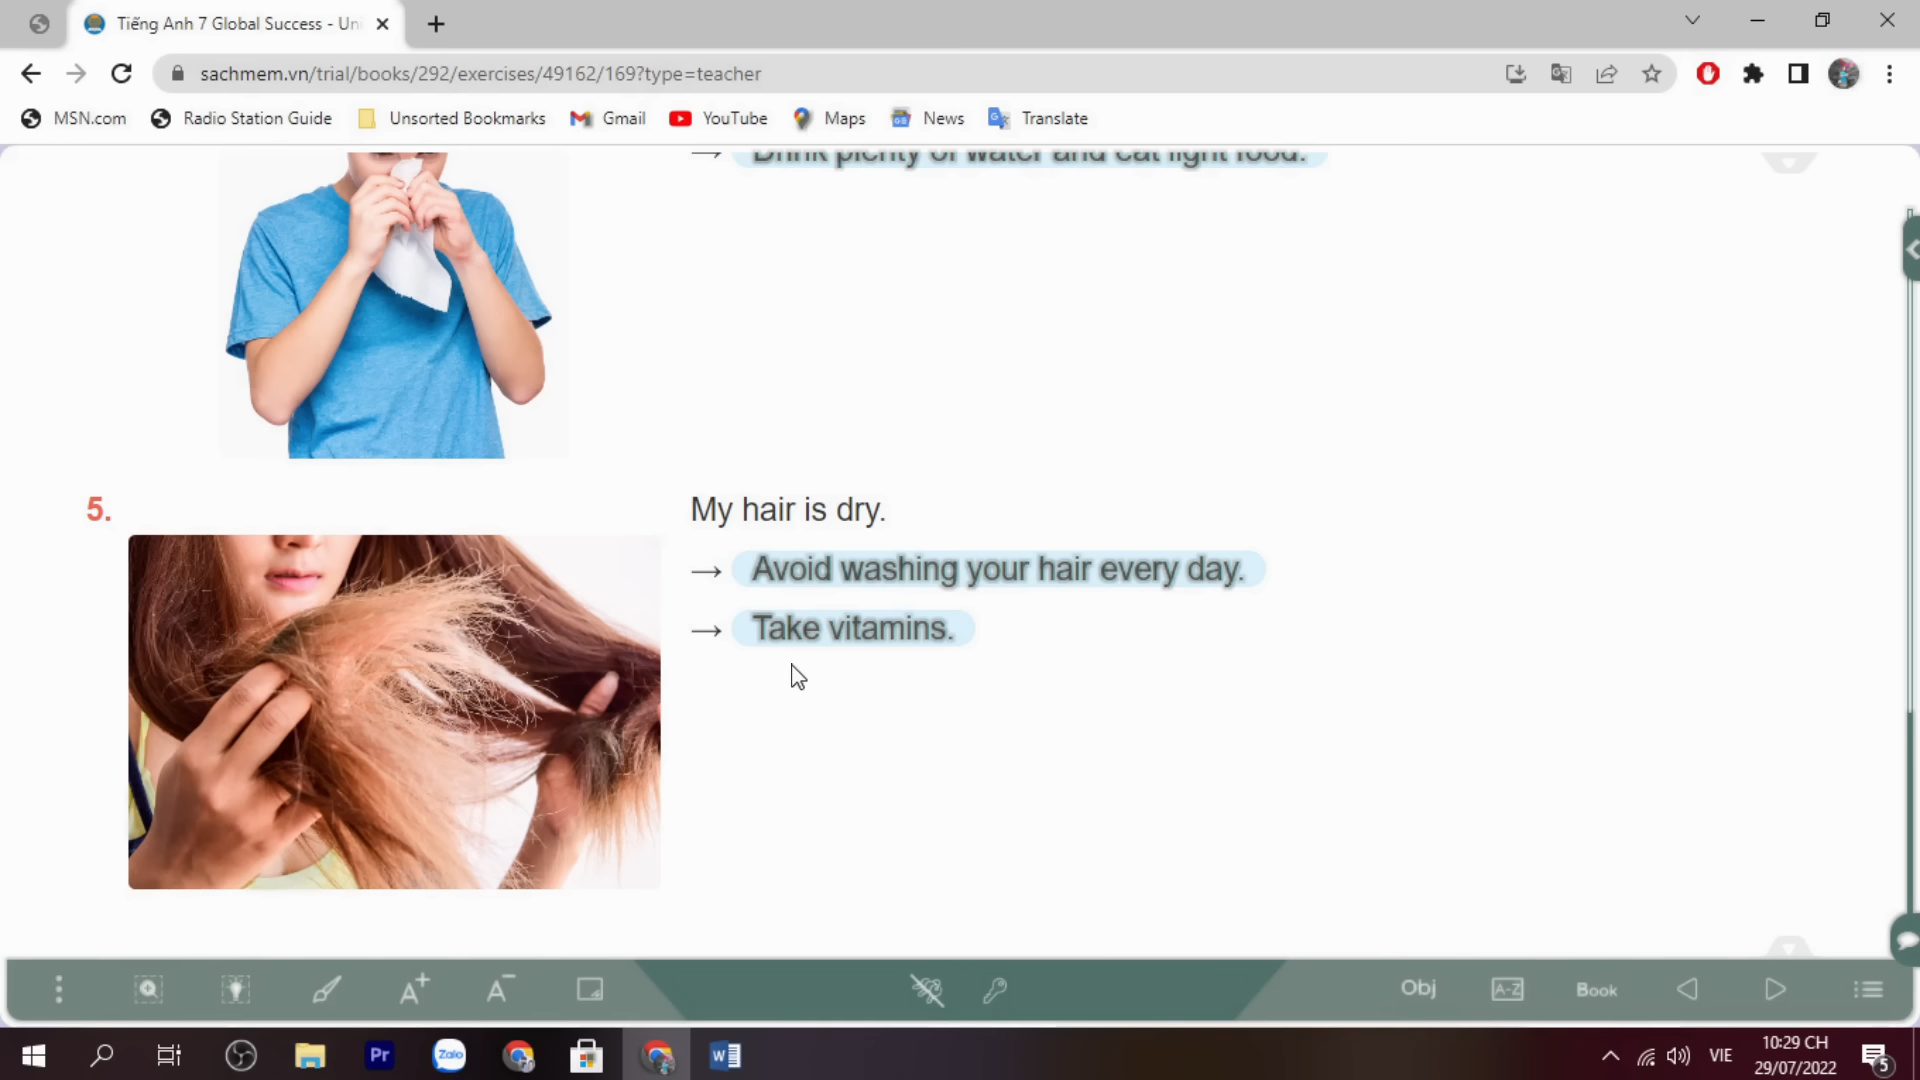 Tiếng Anh 7 Global Success - Uni
sachmem.vn/trial/books/292/exercises/49162/169?type=teacher
MSN.com
Radio Station Guide
Unsorted Bookmarks
Gmail
YouTube
Maps
News
Translate
→ Drink plenty of water and eat light food.
5.
My hair is dry.
→ Avoid washing your hair every day.
→ Take vitamins.
A+
A-
Obj
A-Z
Book
Pr
Zalo
W
VIE
10:29 CH
29/07/2022
5